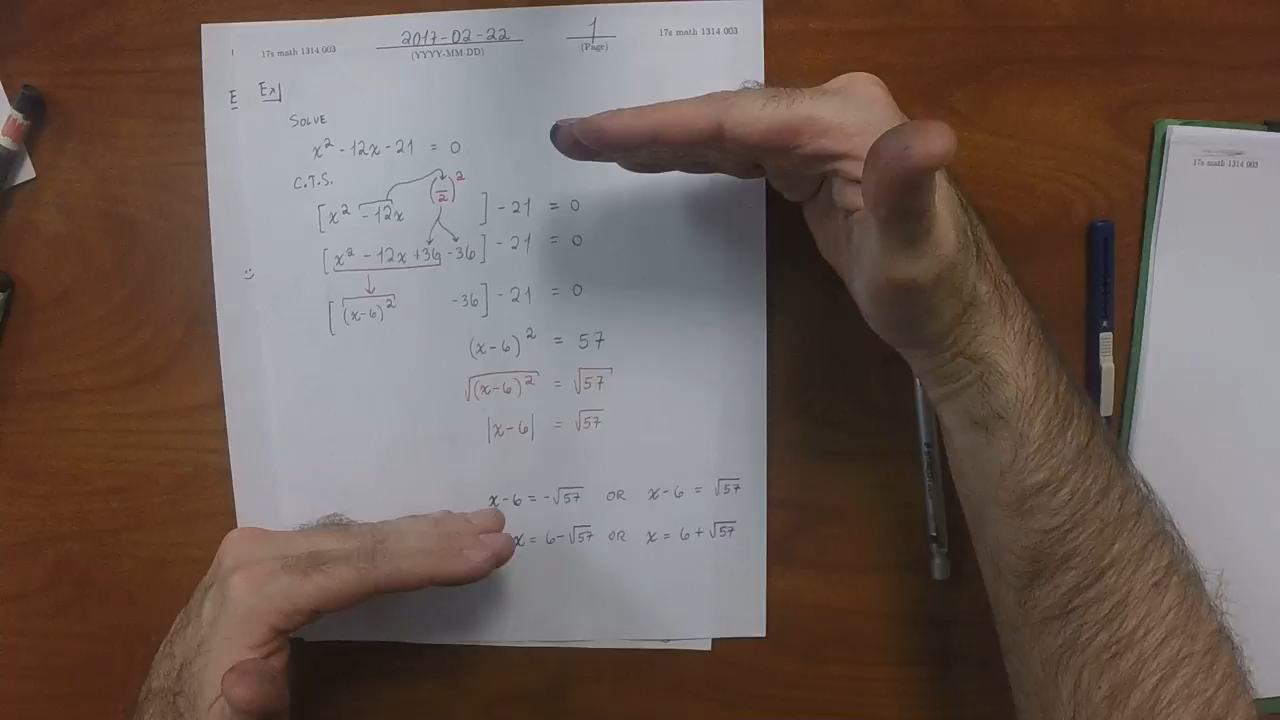 1 17s math 1314 003 2017-02-22 1 17s math 1314 003
(YYYY-MM-DD) (Page)
E Ex1
SOLVE
x² - 12x - 21 = 0
C.T.S.
[x² - 12x (—/2)² ] - 21 = 0
[x² - 12x + 36 - 36] - 21 = 0
[(x-6)² -36] - 21 = 0
(x-6)² = 57
√(x-6)² = √57
|x-6| = √57
x-6 = -√57 OR x-6 = √57
x = 6-√57 OR x = 6+√57
17s math 1314 003